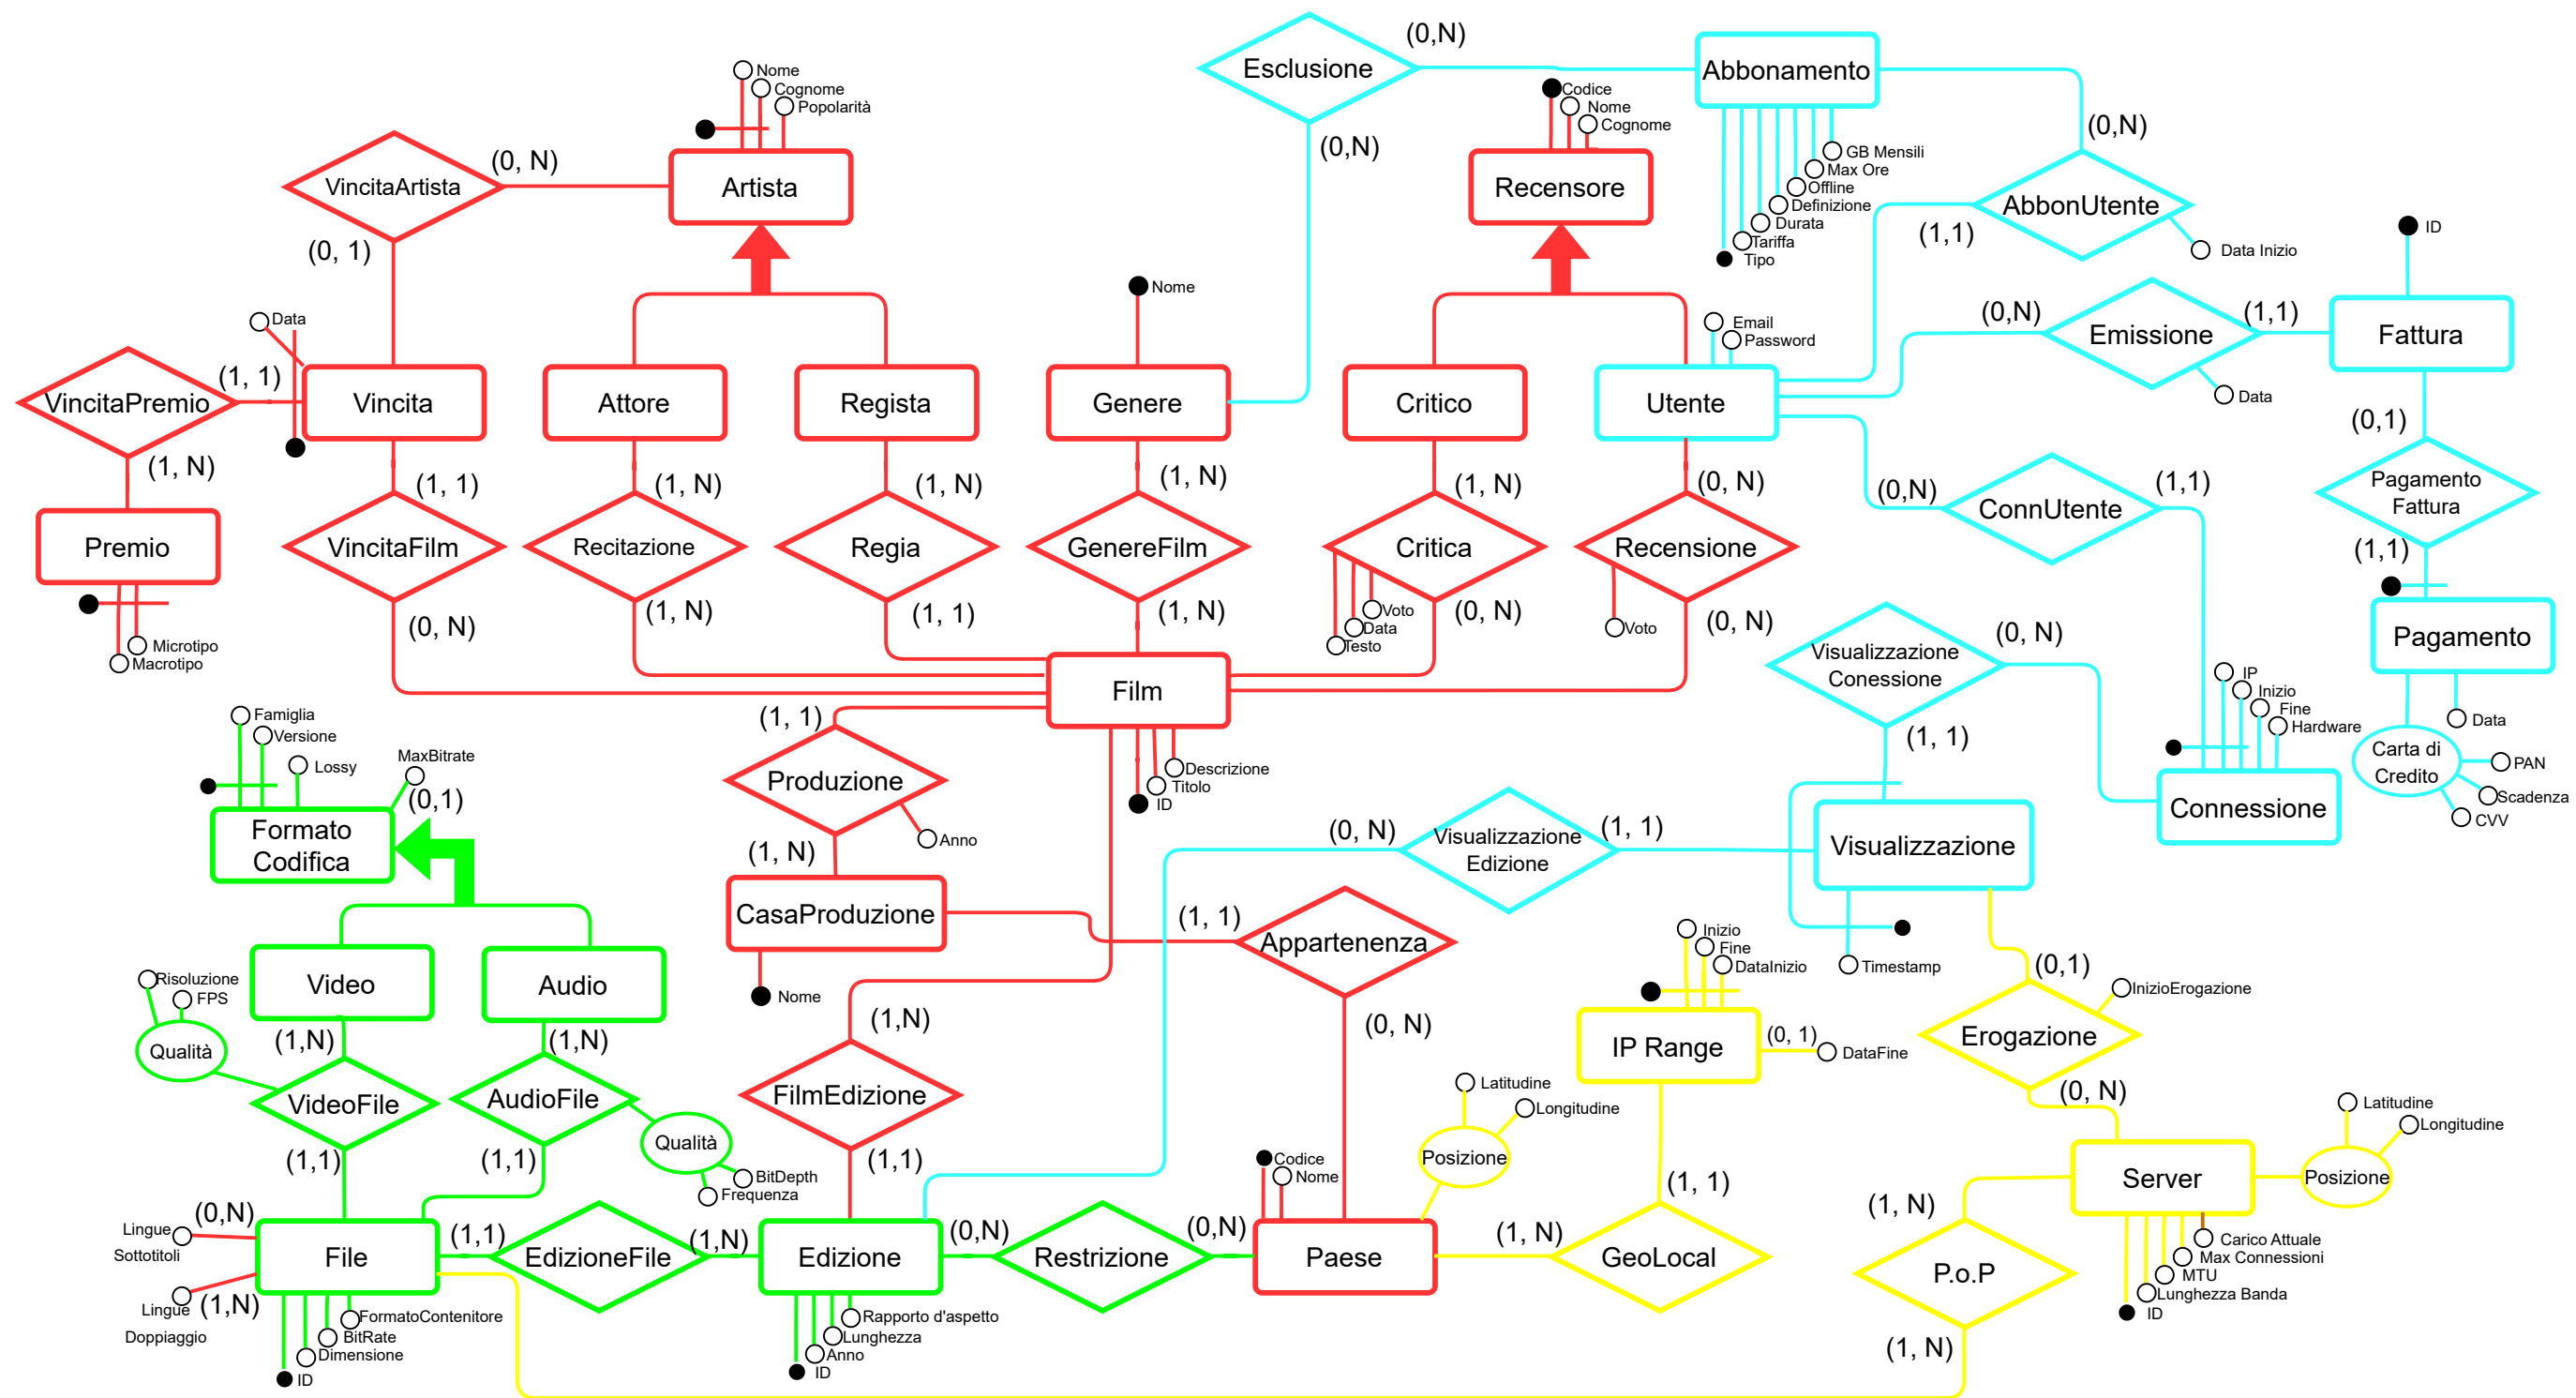 Esclusione
(0,N)
(0,N)
Abbonamento
GB Mensili
Max Ore
Offline
Definizione
Durata
Tariffa
Tipo
(0,N)
AbbonUtente
(1,1)
Data Inizio
Nome
Cognome
Popolarità
Artista
VincitaArtista
(0, N)
(0, 1)
Codice
Nome
Cognome
Recensore
ID
Fattura
Emissione
(0,N)
(1,1)
Data
Data
VincitaPremio
(1, 1)
(1, N)
Vincita
Attore
Regista
Nome
Genere
Critico
Email
Password
Utente
(0,1)
Pagamento
Fattura
(1,1)
Premio
Microtipo
Macrotipo
(1, 1)
VincitaFilm
(0, N)
(1, N)
Recitazione
(1, N)
(1, N)
Regia
(1, 1)
(1, N)
GenereFilm
(1, N)
(1, N)
Critica
(0, N)
Voto
Data
Testo
(0, N)
Recensione
(0, N)
Voto
(0,N)
ConnUtente
(1,1)
Pagamento
Data
Carta di
Credito
PAN
Scadenza
CVV
Visualizzazione
Conessione
(0, N)
(1, 1)
IP
Inizio
Fine
Hardware
Connessione
Film
Descrizione
Titolo
ID
(1, 1)
Produzione
Anno
(1, N)
CasaProduzione
Nome
Famiglia
Versione
Lossy
MaxBitrate
(0,1)
Formato
Codifica
Video
Audio
Risoluzione
FPS
Qualità
(1,N)
VideoFile
(1,1)
(1,N)
AudioFile
(1,1)
Qualità
BitDepth
Frequenza
(0, N)
Visualizzazione
Edizione
(1, 1)
Visualizzazione
Timestamp
(1, 1)
Appartenenza
(0, N)
Inizio
Fine
DataInizio
IP Range
(0, 1)
DataFine
(0,1)
InizioErogazione
Erogazione
(0, N)
(1,N)
FilmEdizione
(1,1)
Latitudine
Longitudine
Posizione
Codice
Nome
Paese
(1, N)
GeoLocal
(1, 1)
Latitudine
Longitudine
Posizione
Server
Carico Attuale
Max Connessioni
MTU
Lunghezza Banda
ID
(1, N)
P.o.P
(1, N)
Lingue
Sottotitoli
(0,N)
Lingue
Doppiaggio
(1,N)
File
FormatoContenitore
BitRate
Dimensione
ID
(1,1)
EdizioneFile
(1,N)
Edizione
Rapporto d'aspetto
Lunghezza
Anno
ID
(0,N)
Restrizione
(0,N)